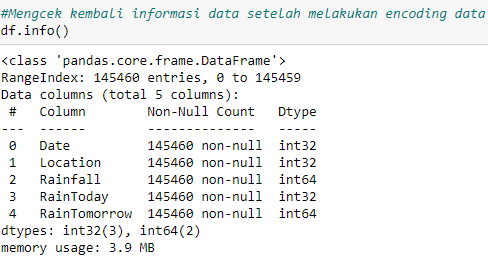 #Mengcek kembali informasi data setelah melakukan encoding data
df.info()
<class 'pandas.core.frame.DataFrame'>
RangeIndex: 145460 entries, 0 to 145459
Data columns (total 5 columns):
 #   Column        Non-Null Count   Dtype
---  ------        --------------   -----
 0   Date          145460 non-null  int32
 1   Location      145460 non-null  int32
 2   Rainfall      145460 non-null  int64
 3   RainToday     145460 non-null  int32
 4   RainTomorrow  145460 non-null  int64
dtypes: int32(3), int64(2)
memory usage: 3.9 MB